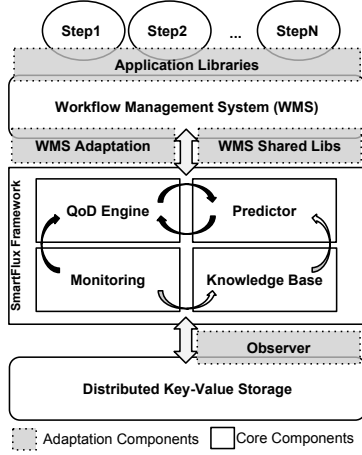 Step1 Step2 ... StepN
Application Libraries
Workflow Management System (WMS)
WMS Adaptation WMS Shared Libs
SmartFlux Framework
QoD Engine Predictor
Monitoring Knowledge Base
Observer
Distributed Key-Value Storage
Adaptation Components Core Components